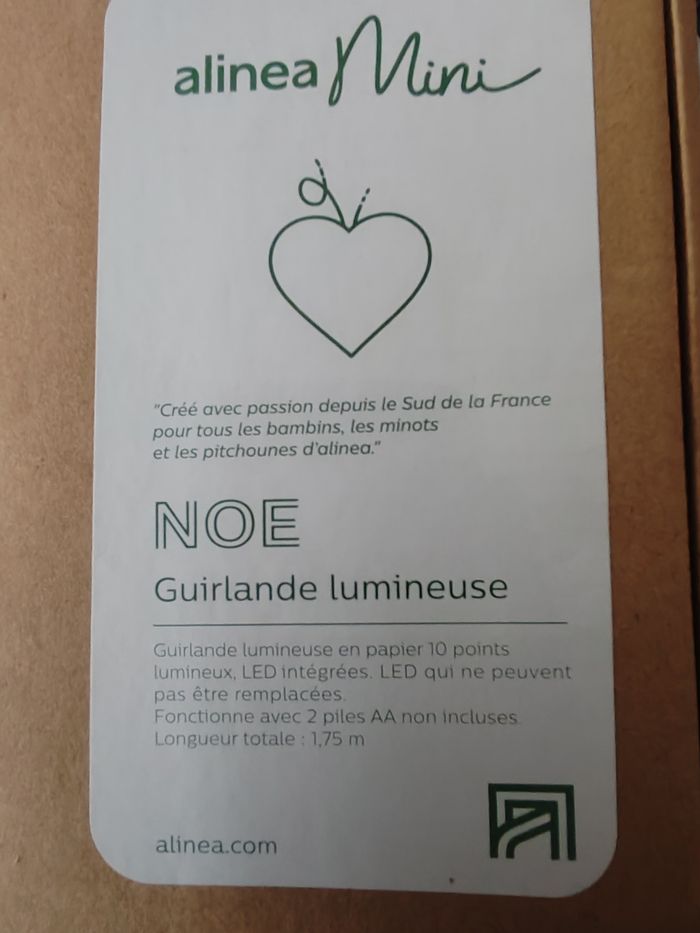 alinea Mini
"Créé avec passion depuis le Sud de la France
pour tous les bambins, les minots
et les pitchounes d'alinea."
NOE
Guirlande lumineuse
Guirlande lumineuse en papier 10 points
lumineux, LED intégrées. LED qui ne peuvent
pas être remplacées.
Fonctionne avec 2 piles AA non incluses.
Longueur totale : 1,75 m
alinea.com